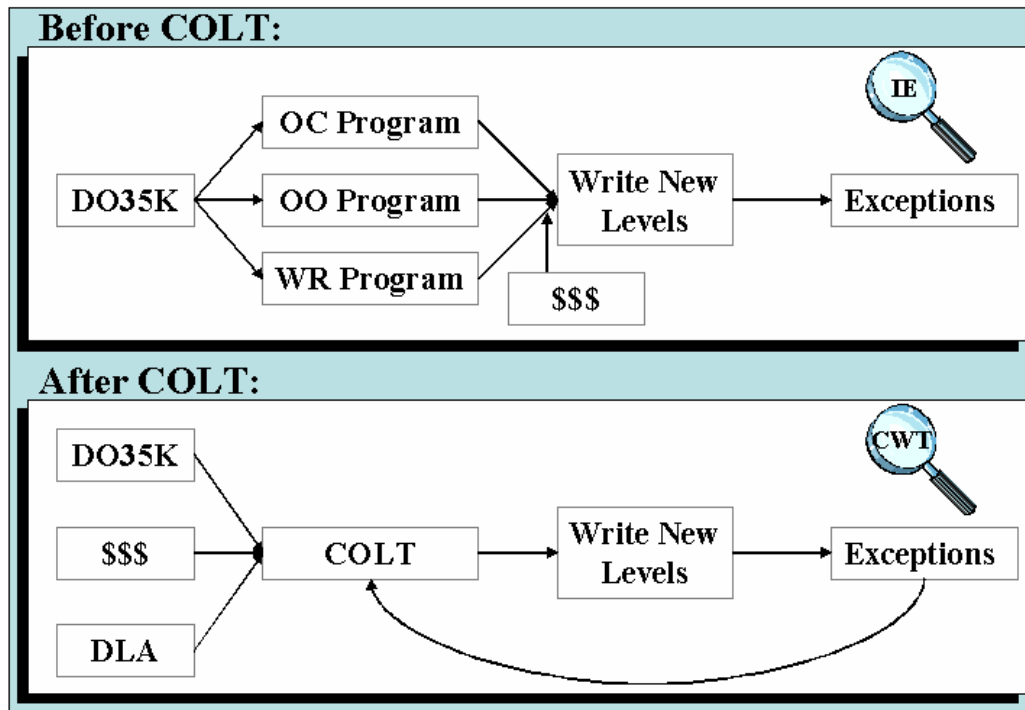 Before COLT:
IE
OC Program
DO35K
OO Program
Write New
Levels
Exceptions
WR Program
$$$
After COLT:
CWT
DO35K
$$$
COLT
Write New
Levels
Exceptions
DLA